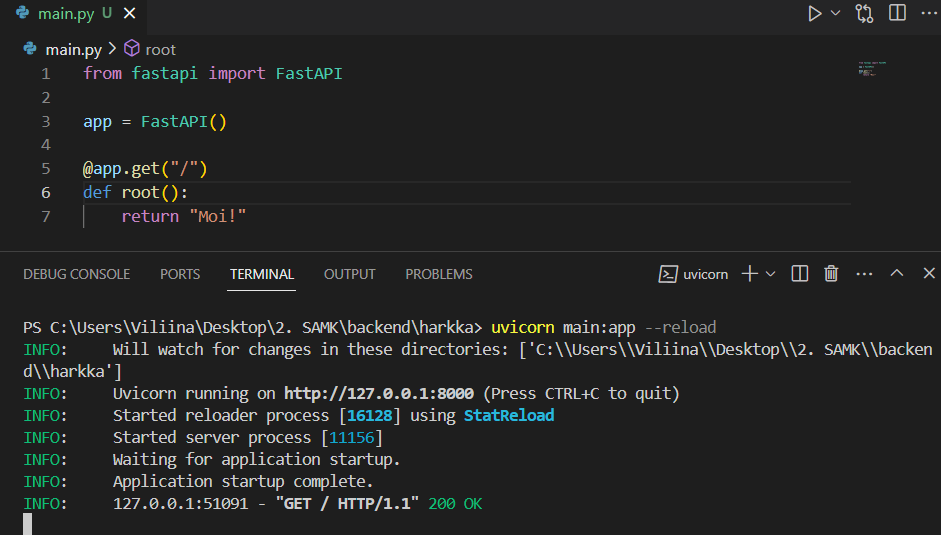 main.py U
main.py > root
1 from fastapi import FastAPI
2
3 app = FastAPI()
4
5 @app.get("/")
6 def root():
7     return "Moi!"
DEBUG CONSOLE PORTS TERMINAL OUTPUT PROBLEMS uvicorn
PS C:\Users\Viliina\Desktop\2. SAMK\backend\harkka> uvicorn main:app --reload
INFO:     Will watch for changes in these directories: ['C:\\Users\\Viliina\\Desktop\\2. SAMK\\backen
d\\harkka']
INFO:     Uvicorn running on http://127.0.0.1:8000 (Press CTRL+C to quit)
INFO:     Started reloader process [16128] using StatReload
INFO:     Started server process [11156]
INFO:     Waiting for application startup.
INFO:     Application startup complete.
INFO:     127.0.0.1:51091 - "GET / HTTP/1.1" 200 OK